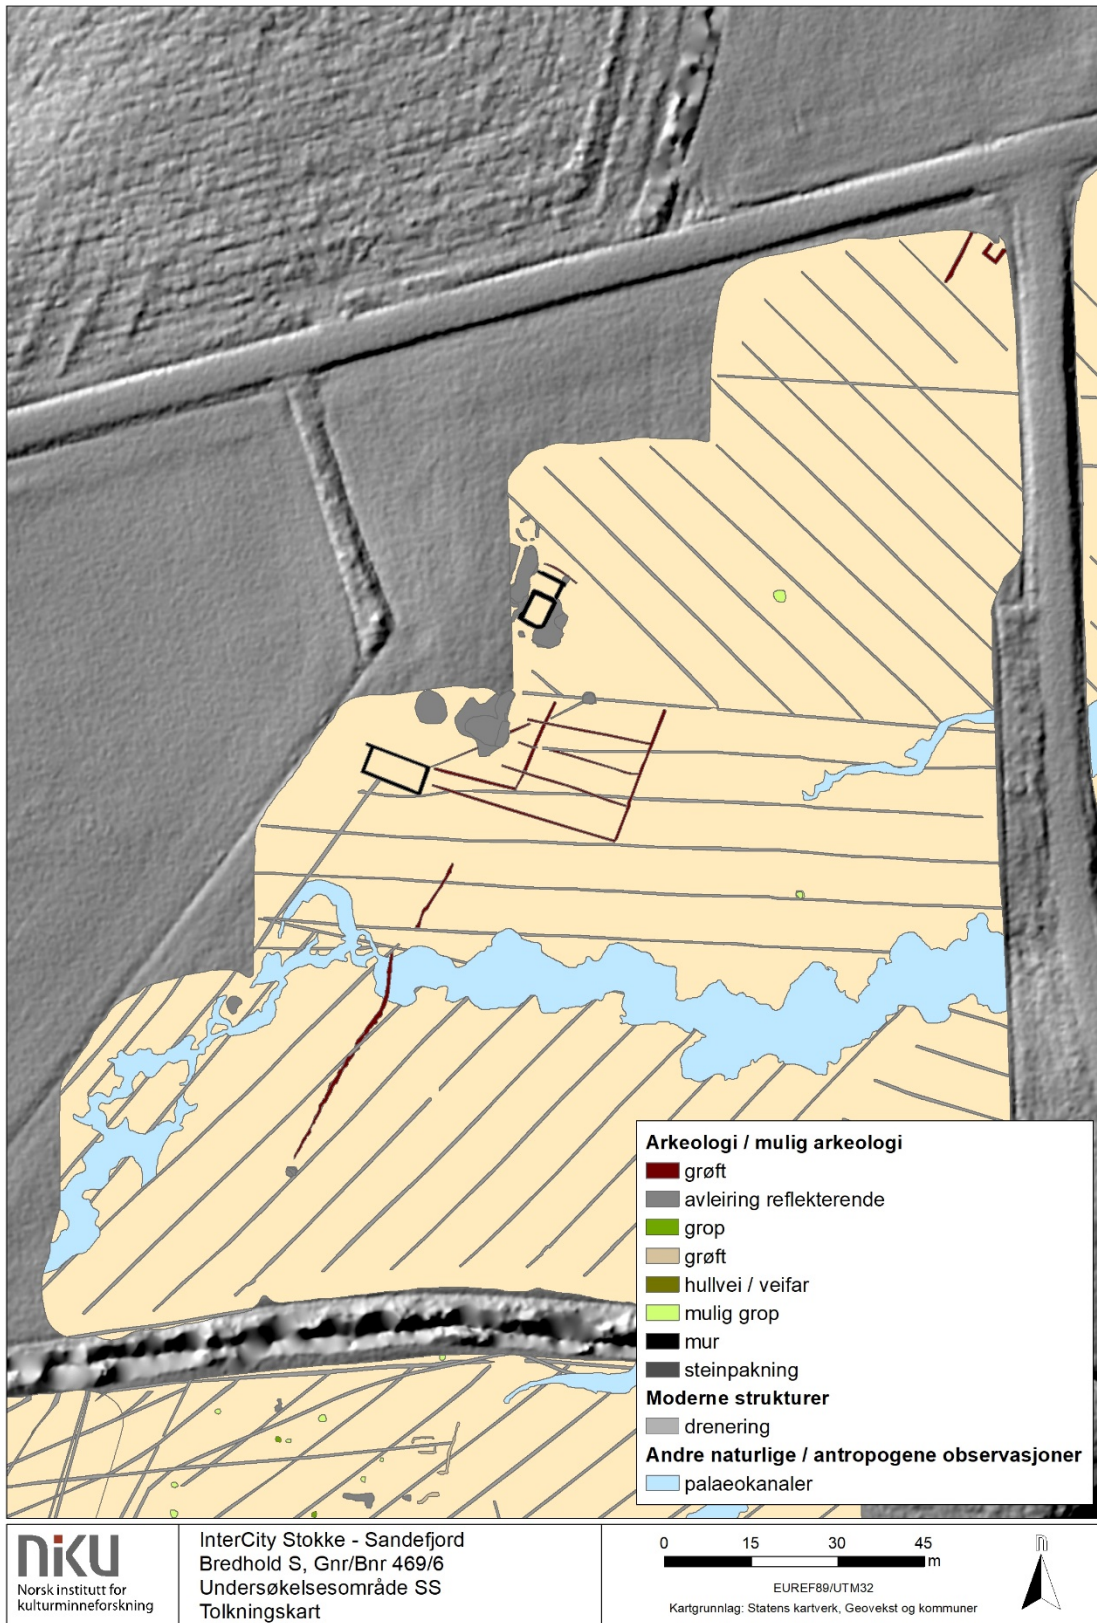 Arkeologi / mulig arkeologi
grøft
avleiring reflekterende
grop
grøft
hullvei / veifar
mulig grop
mur
steinpakning
Moderne strukturer
drenering
Andre naturlige / antropogene observasjoner
palaeokanaler
niKU
Norsk institutt for
kulturminneforskning
InterCity Stokke - Sandefjord
Bredhold S, Gnr/Bnr 469/6
Undersøkelsesområde SS
Tolkningskart
0 15 30 45
m
EUREF89/UTM32
Kartgrunnlag: Statens kartverk, Geovekst og kommuner
n